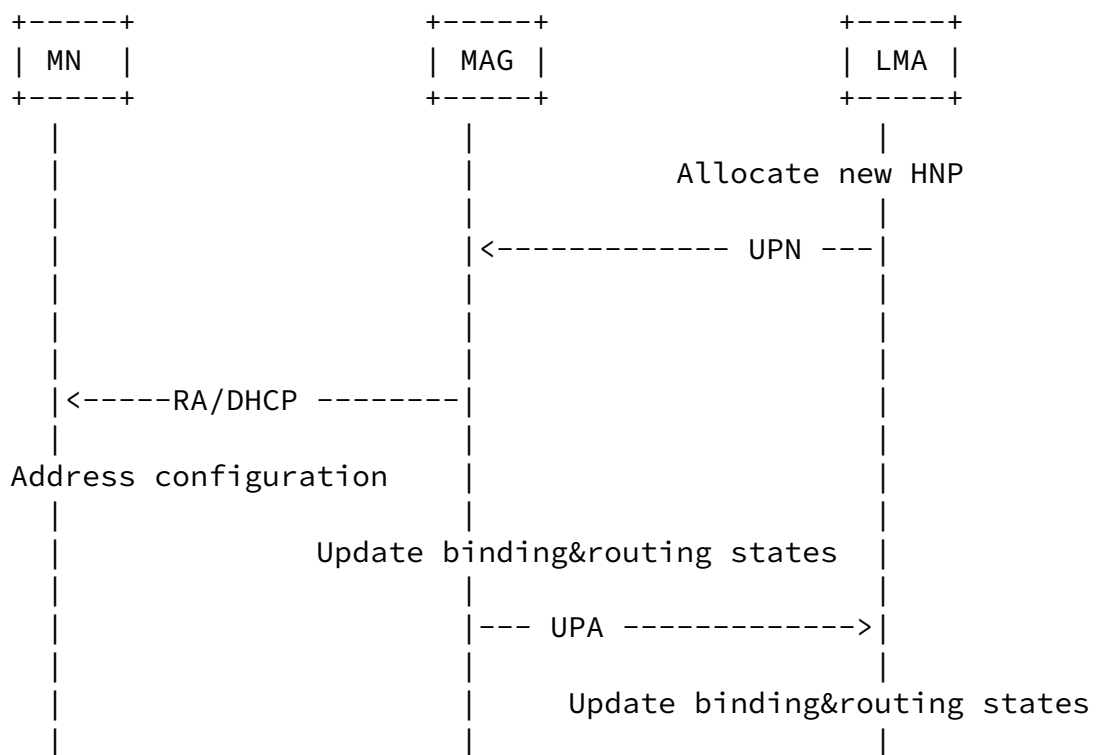 MN MAG LMA
Allocate new HNP
UPN
RA/DHCP
Address configuration
Update binding&routing states
UPA
Update binding&routing states